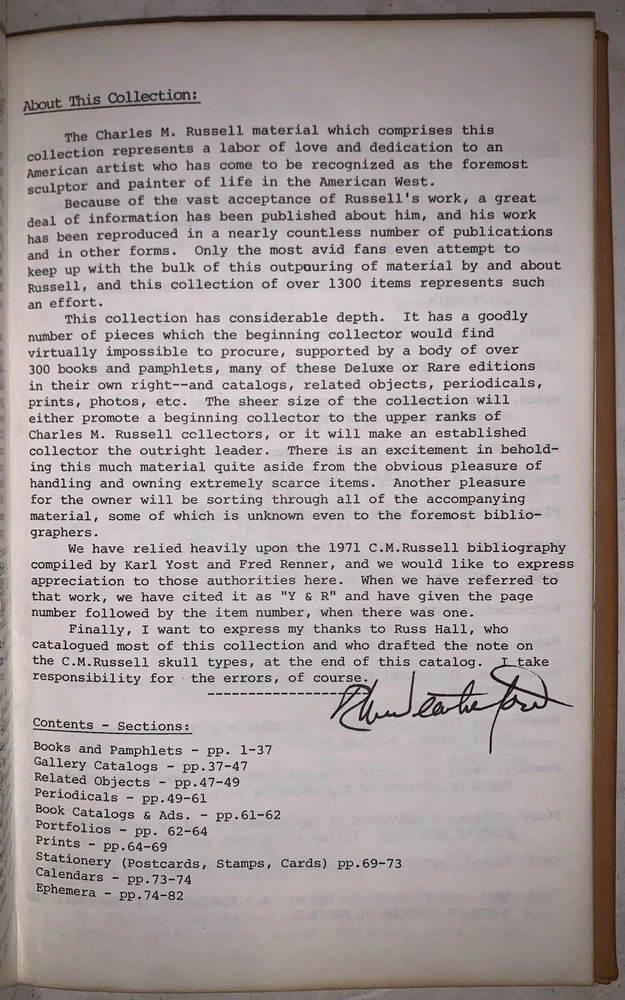 About This Collection:
The Charles M. Russell material which comprises this
collection represents a labor of love and dedication to an
American artist who has come to be recognized as the foremost
sculptor and painter of life in the American West.
Because of the vast acceptance of Russell's work, a great
deal of information has been published about him, and his work
has been reproduced in a nearly countless number of publications
and in other forms. Only the most avid fans even attempt to
keep up with the bulk of this outpouring of material by and about
Russell, and this collection of over 1300 items represents such
an effort.
This collection has considerable depth. It has a goodly
number of pieces which the beginning collector would find
virtually impossible to procure, supported by a body of over
300 books and pamphlets, many of these Deluxe or Rare editions
in their own right--and catalogs, related objects, periodicals,
prints, photos, etc. The sheer size of the collection will
either promote a beginning collector to the upper ranks of
Charles M. Russell collectors, or it will make an established
collector the outright leader. There is an excitement in behold-
ing this much material quite aside from the obvious pleasure of
handling and owning extremely scarce items. Another pleasure
for the owner will be sorting through all of the accompanying
material, some of which is unknown even to the foremost biblio-
graphers.
We have relied heavily upon the 1971 C.M.Russell bibliography
compiled by Karl Yost and Fred Renner, and we would like to express
appreciation to those authorities here. When we have referred to
that work, we have cited it as "Y & R" and have given the page
number followed by the item number, when there was one.
Finally, I want to express my thanks to Russ Hall, who
catalogued most of this collection and who drafted the note on
the C.M.Russell skull types, at the end of this catalog. I take
responsibility for the errors, of course.
Contents - Sections:
Books and Pamphlets - pp. 1-37
Gallery Catalogs - pp.37-47
Related Objects - pp.47-49
Periodicals - pp.49-61
Book Catalogs & Ads. - pp.61-62
Portfolios - pp. 62-64
Prints - pp.64-69
Stationery (Postcards, Stamps, Cards) pp.69-73
Calendars - pp.73-74
Ephemera - pp.74-82